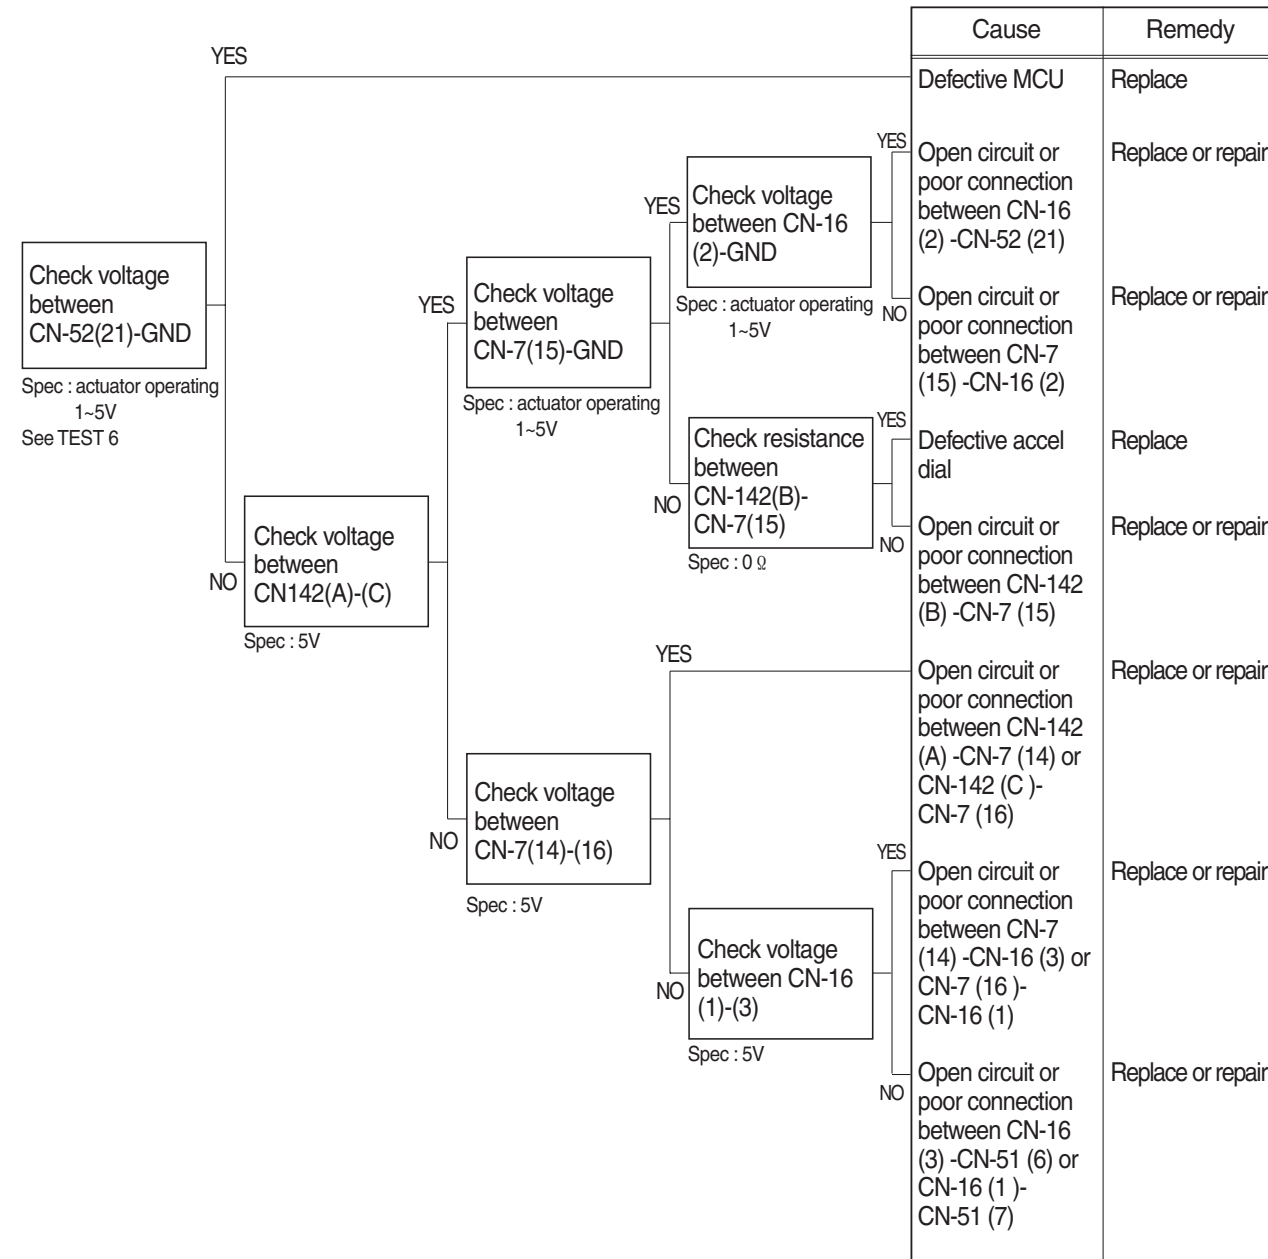 Cause
Remedy
YES
Defective MCU
Replace
YES
Open circuit or
poor connection
between CN-16
(2) -CN-52 (21)
Replace or repair
YES
Check voltage
between CN-16
(2)-GND
Spec : actuator operating
1~5V
NO
Open circuit or
poor connection
between CN-7
(15) -CN-16 (2)
Replace or repair
Check voltage
between
CN-52(21)-GND
Spec : actuator operating
1~5V
See TEST 6
YES
Check voltage
between
CN-7(15)-GND
Spec : actuator operating
1~5V
YES
Defective accel
dial
Replace
NO
Check resistance
between
CN-142(B)-
CN-7(15)
Spec : 0 Ω
NO
Open circuit or
poor connection
between CN-142
(B) -CN-7 (15)
Replace or repair
NO
Check voltage
between
CN142(A)-(C)
Spec : 5V
YES
Open circuit or
poor connection
between CN-142
(A) -CN-7 (14) or
CN-142 (C )-
CN-7 (16)
Replace or repair
NO
Check voltage
between
CN-7(14)-(16)
Spec : 5V
YES
Open circuit or
poor connection
between CN-7
(14) -CN-16 (3) or
CN-7 (16 )-
CN-16 (1)
Replace or repair
NO
Check voltage
between CN-16
(1)-(3)
Spec : 5V
NO
Open circuit or
poor connection
between CN-16
(3) -CN-51 (6) or
CN-16 (1 )-
CN-51 (7)
Replace or repair